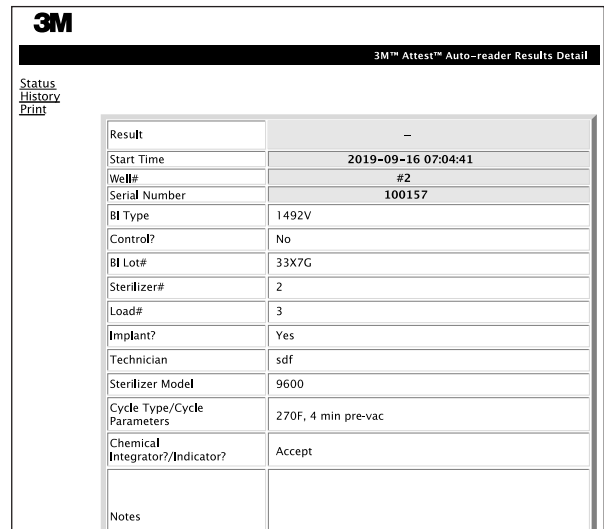 3M
3M™ Attest™ Auto-reader Results Detail
Status
History
Print
Result –
Start Time 2019-09-16 07:04:41
Well# #2
Serial Number 100157
BI Type 1492V
Control? No
BI Lot# 33X7G
Sterilizer# 2
Load# 3
Implant? Yes
Technician sdf
Sterilizer Model 9600
Cycle Type/Cycle
Parameters 270F, 4 min pre-vac
Chemical
Integrator?/Indicator? Accept
Notes